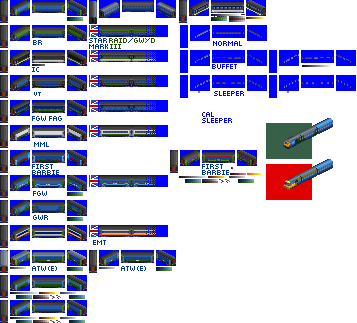 BR
STAR RAID/GWYD
MARKIII
NORMAL
IC
BUFFET
VT
SLEEPER
FGW FAG
CAL
SLEEPER
MML
FIRST
BARBIE
FIRST
BARBIE
FGW
GWR
EMT
ATW(E)
ATW(E)